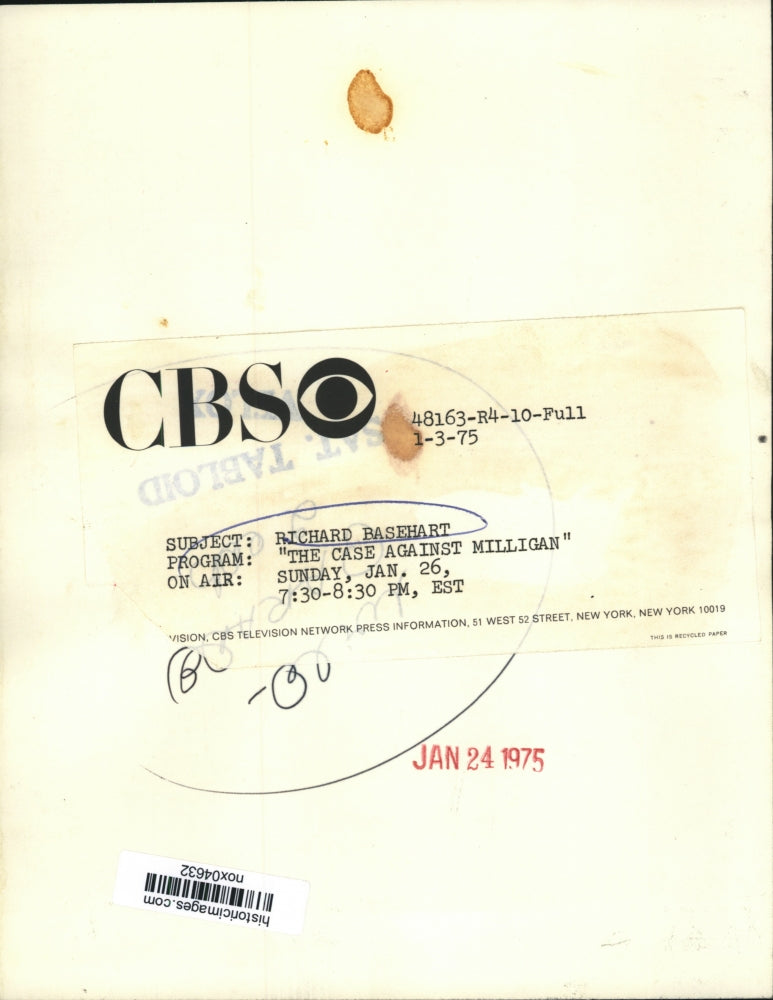 CBS
48163-R4-10-Full
1-3-75
SAT. TABLOID
SUBJECT: RICHARD BASEHART
PROGRAM: "THE CASE AGAINST MILLIGAN"
ON AIR: SUNDAY, JAN. 26,
7:30-8:30 PM, EST
VISION, CBS TELEVISION NETWORK PRESS INFORMATION, 51 WEST 52 STREET, NEW YORK, NEW YORK 10019
THIS IS RECYCLED PAPER
JAN 24 1975
historicimages.com
nox04632